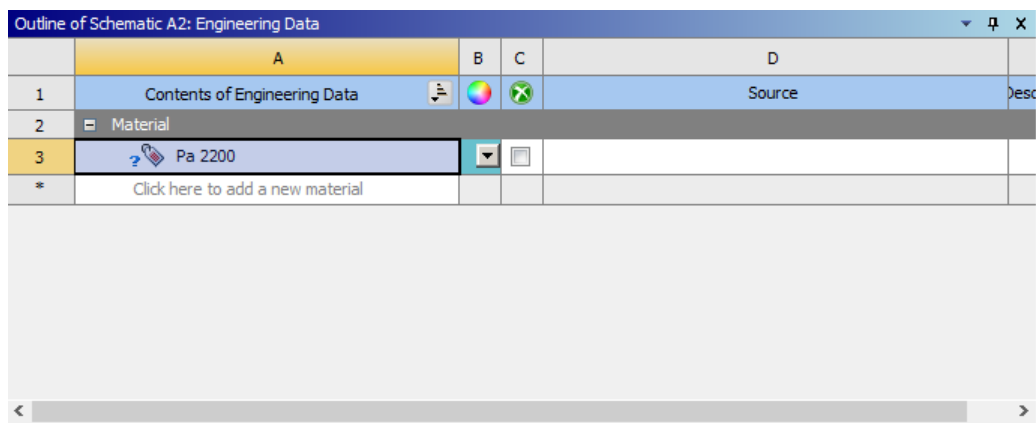 Outline of Schematic A2: Engineering Data
A B C D
1 Contents of Engineering Data Source Desc
2 Material
3 ? Pa 2200
* Click here to add a new material